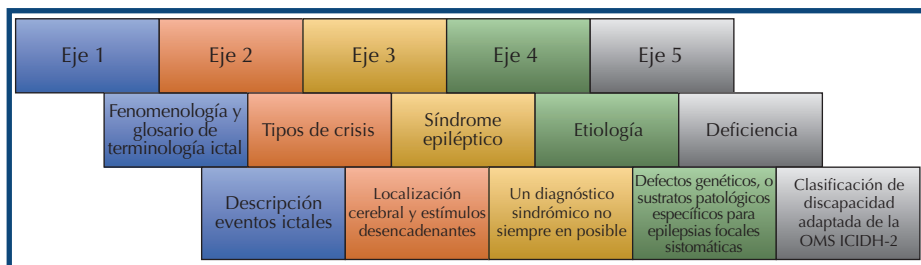 Eje 1
Eje 2
Eje 3
Eje 4
Eje 5
Fenomenología y
glosario de
terminología ictal
Tipos de crisis
Síndrome
epiléptico
Etiología
Deficiencia
Descripción
eventos ictales
Localización
cerebral y estímulos
desencadenantes
Un diagnóstico
sindrómico no
siempre en posible
Defectos genéticos, o
sustratos patológicos
específicos para
epilepsias focales
sistomáticas
Clasificación de
discapacidad
adaptada de la
OMS ICIDH-2